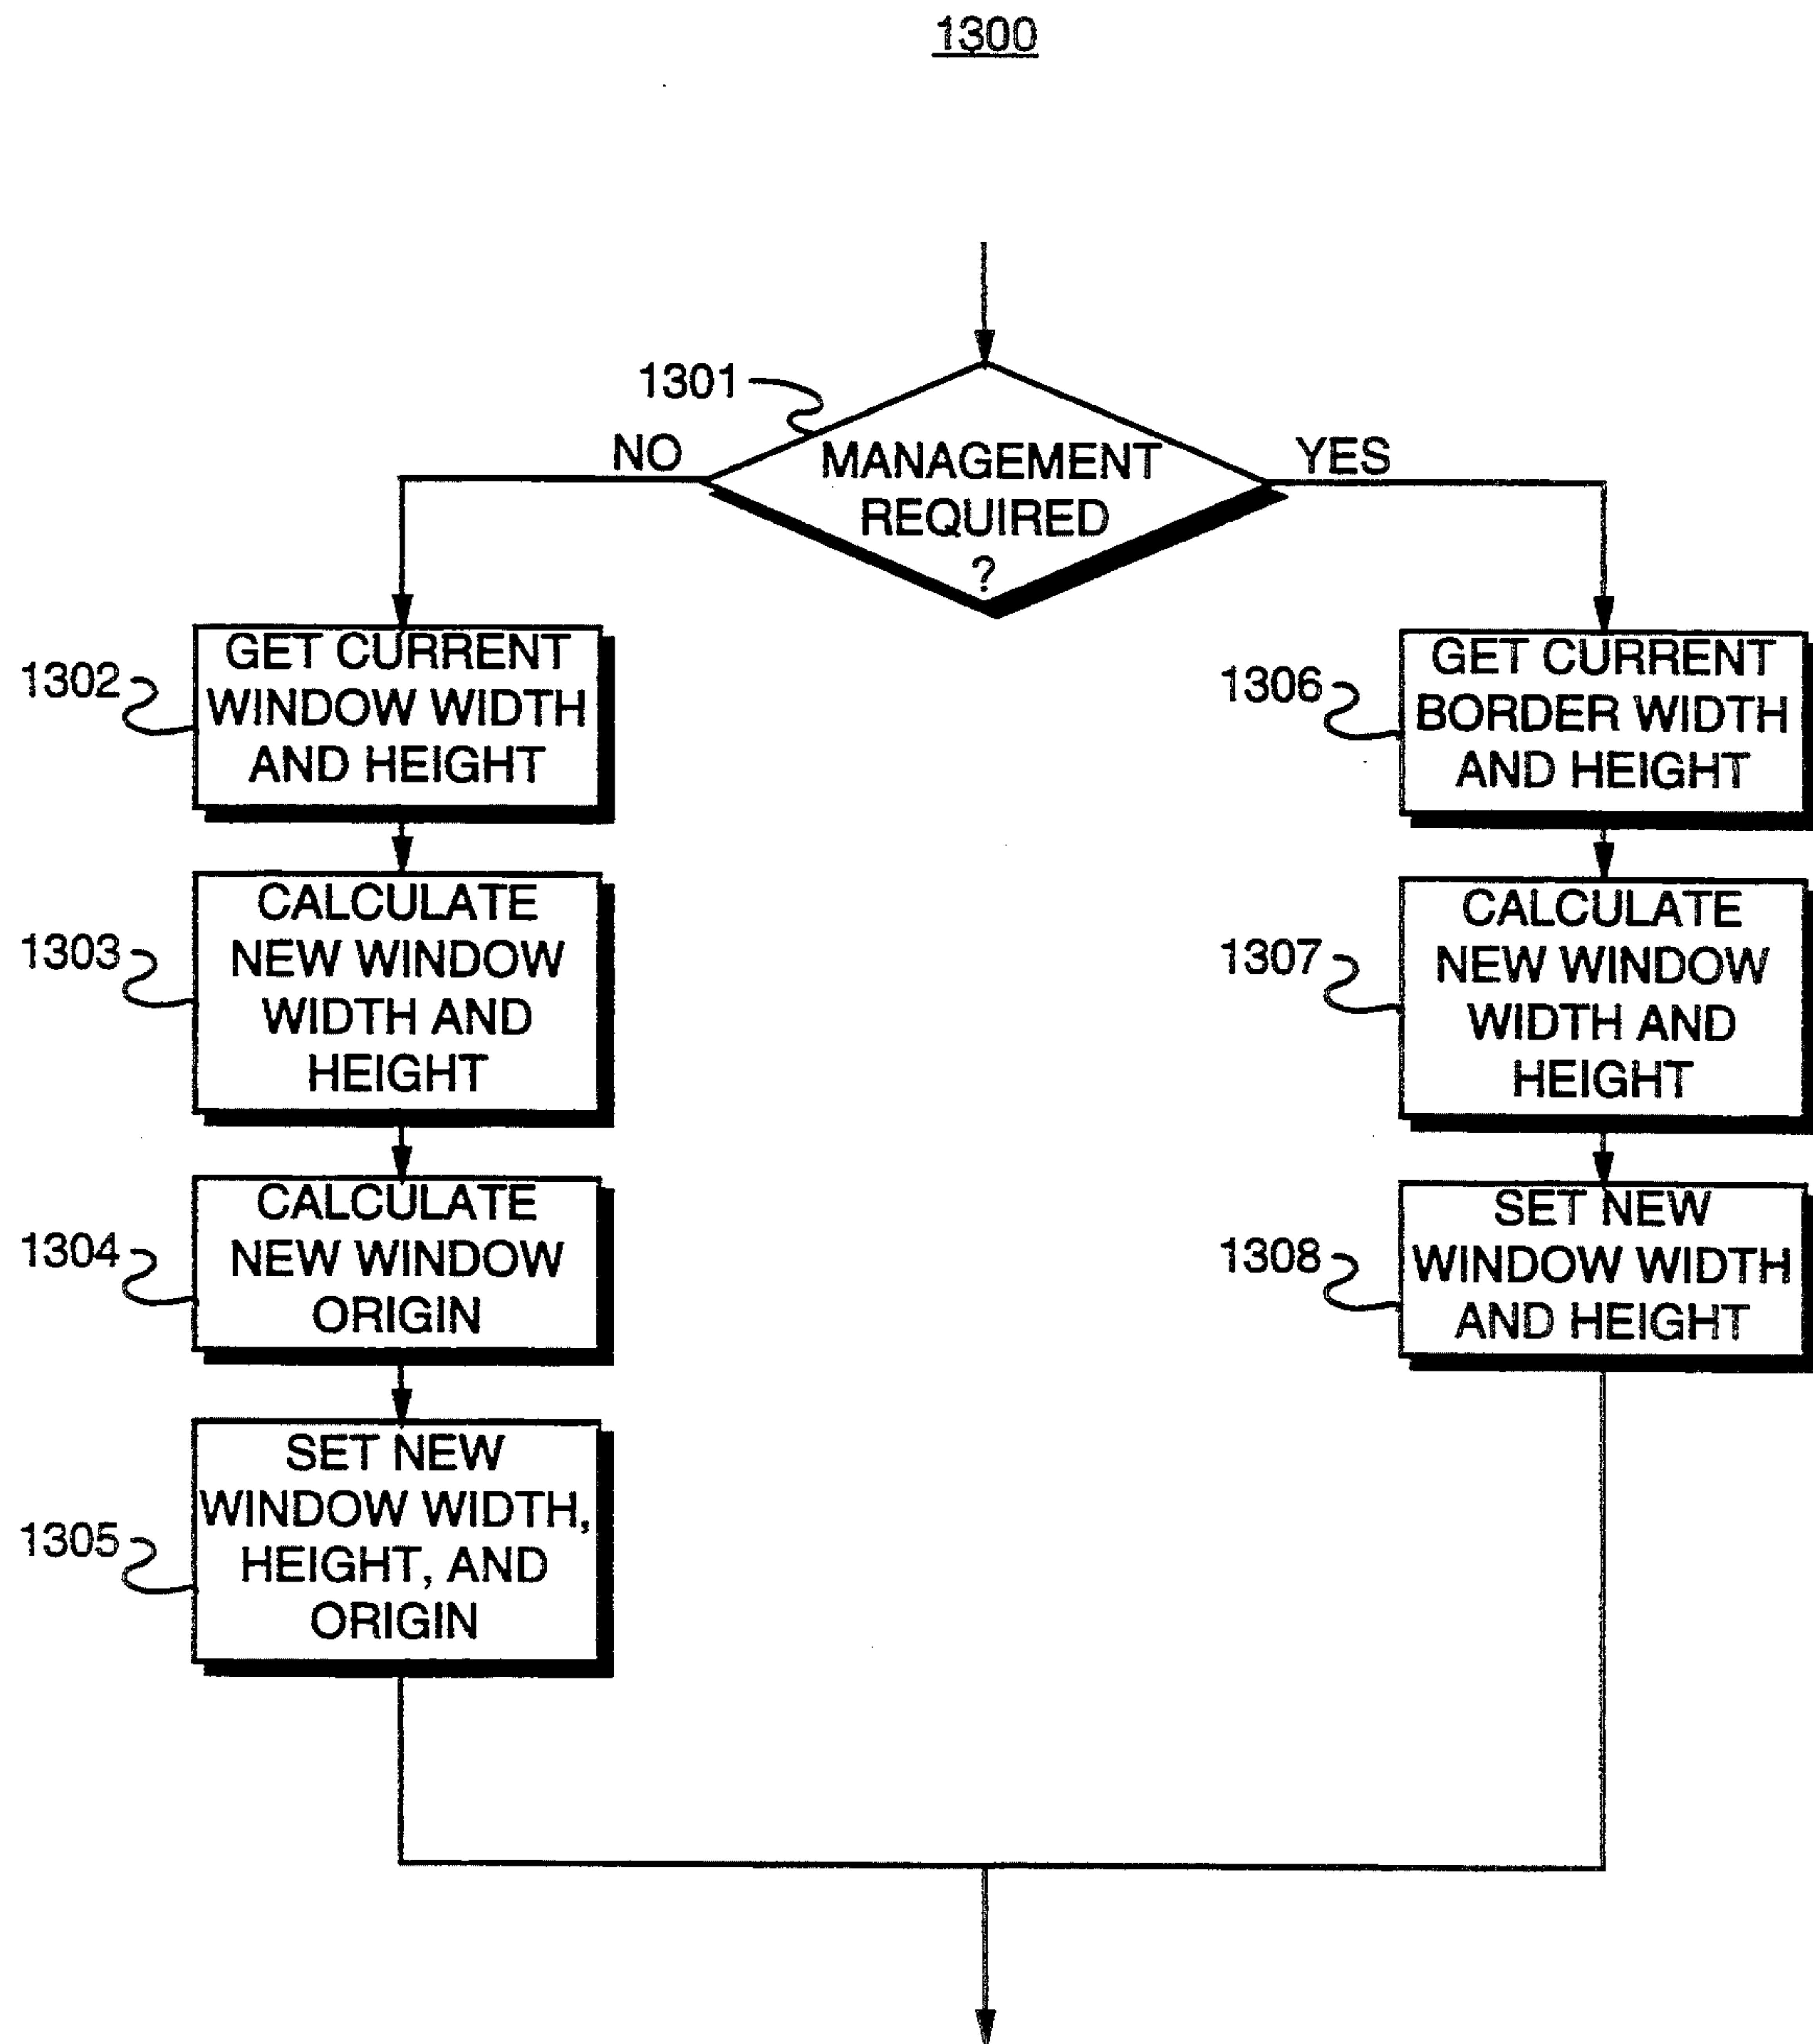 1300
1301
NO
MANAGEMENT
REQUIRED
?
YES
1302
GET CURRENT
WINDOW WIDTH
AND HEIGHT
1303
CALCULATE
NEW WINDOW
WIDTH AND
HEIGHT
1304
CALCULATE
NEW WINDOW
ORIGIN
1305
SET NEW
WINDOW WIDTH,
HEIGHT, AND
ORIGIN
1306
GET CURRENT
BORDER WIDTH
AND HEIGHT
1307
CALCULATE
NEW WINDOW
WIDTH AND
HEIGHT
1308
SET NEW
WINDOW WIDTH
AND HEIGHT